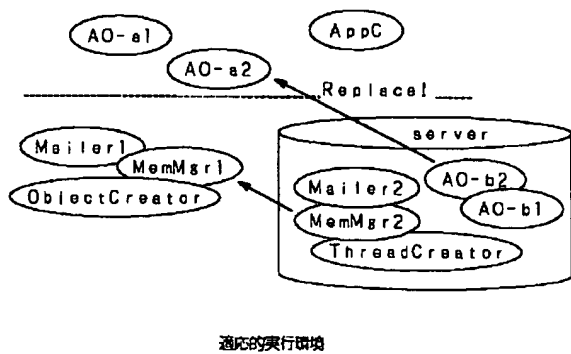 AO-a1
AppC
AO-a2
Replace!
server
Mailer1
MemMgr1
ObjectCreator
AO-b2
Mailer2
AO-b1
MemMgr2
ThreadCreator
適応的実行環境